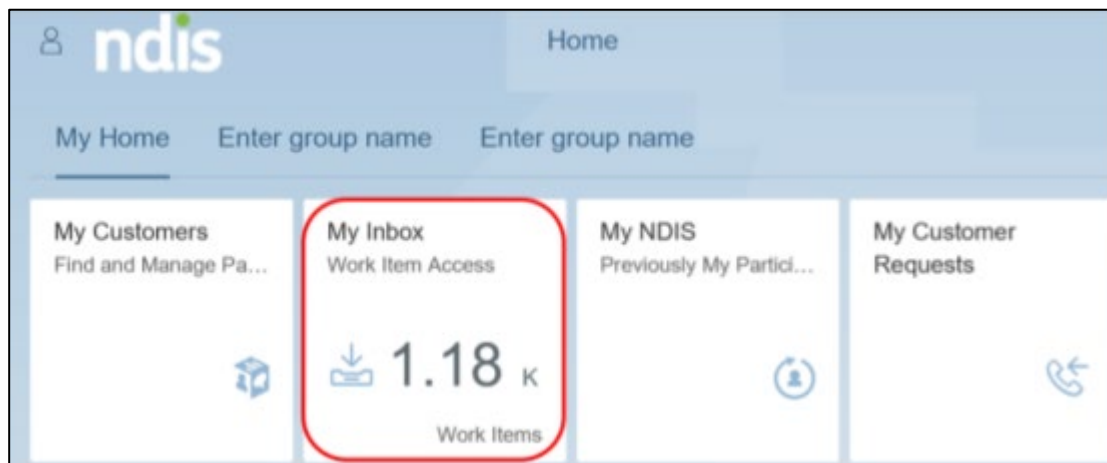 ndis
Home
My Home
Enter group name
Enter group name
My Customers
Find and Manage Pa...
My Inbox
Work Item Access
1.18 K
Work Items
My NDIS
Previously My Partici...
My Customer
Requests